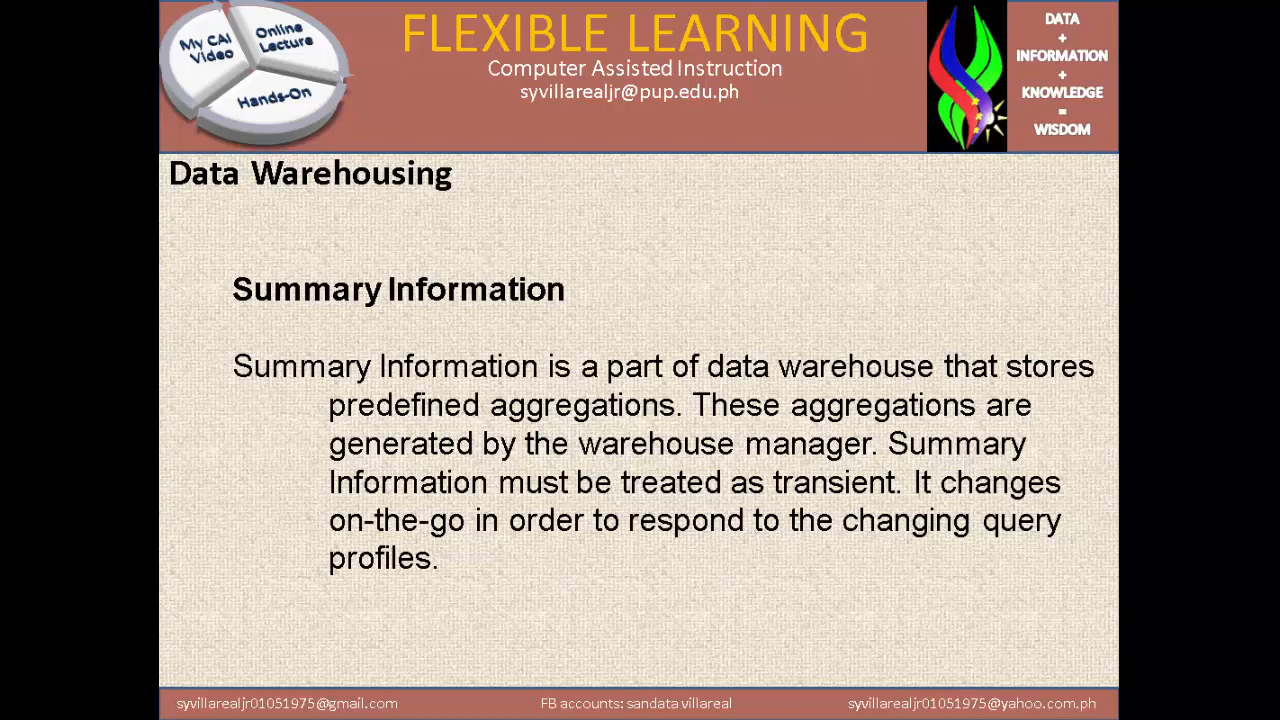 My CAI
Video
Online
Lecture
Hands-On
FLEXIBLE LEARNING
Computer Assisted Instruction
syvillarealjr@pup.edu.ph
DATA
+
INFORMATION
+
KNOWLEDGE
=
WISDOM
Data Warehousing
Summary Information
Summary Information is a part of data warehouse that stores
predefined aggregations. These aggregations are
generated by the warehouse manager. Summary
Information must be treated as transient. It changes
on-the-go in order to respond to the changing query
profiles.
syvillarealjr01051975@gmail.com
FB accounts: sandata villareal
syvillarealjr01051975@yahoo.com.ph